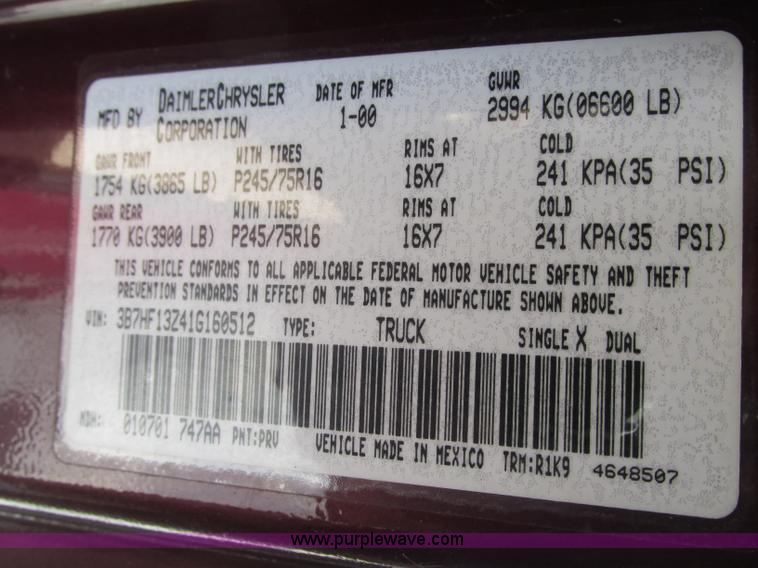 MFD BY DAIMLERCHRYSLER CORPORATION DATE OF MFR 1-00 GVWR 2994 KG(06600 LB)
GAWR FRONT WITH TIRES RIMS AT COLD
1754 KG(3865 LB) P245/75R16 16X7 241 KPA(35 PSI)
GAWR REAR WITH TIRES RIMS AT COLD
1770 KG(3900 LB) P245/75R16 16X7 241 KPA(35 PSI)
THIS VEHICLE CONFORMS TO ALL APPLICABLE FEDERAL MOTOR VEHICLE SAFETY AND THEFT
PREVENTION STANDARDS IN EFFECT ON THE DATE OF MANUFACTURE SHOWN ABOVE.
VIN: 3B7HF13Z41G160512 TYPE: TRUCK SINGLE X DUAL
MDH: 010701 747AA PNT:PRV VEHICLE MADE IN MEXICO TRM:R1K9 4648507
www.purplewave.com